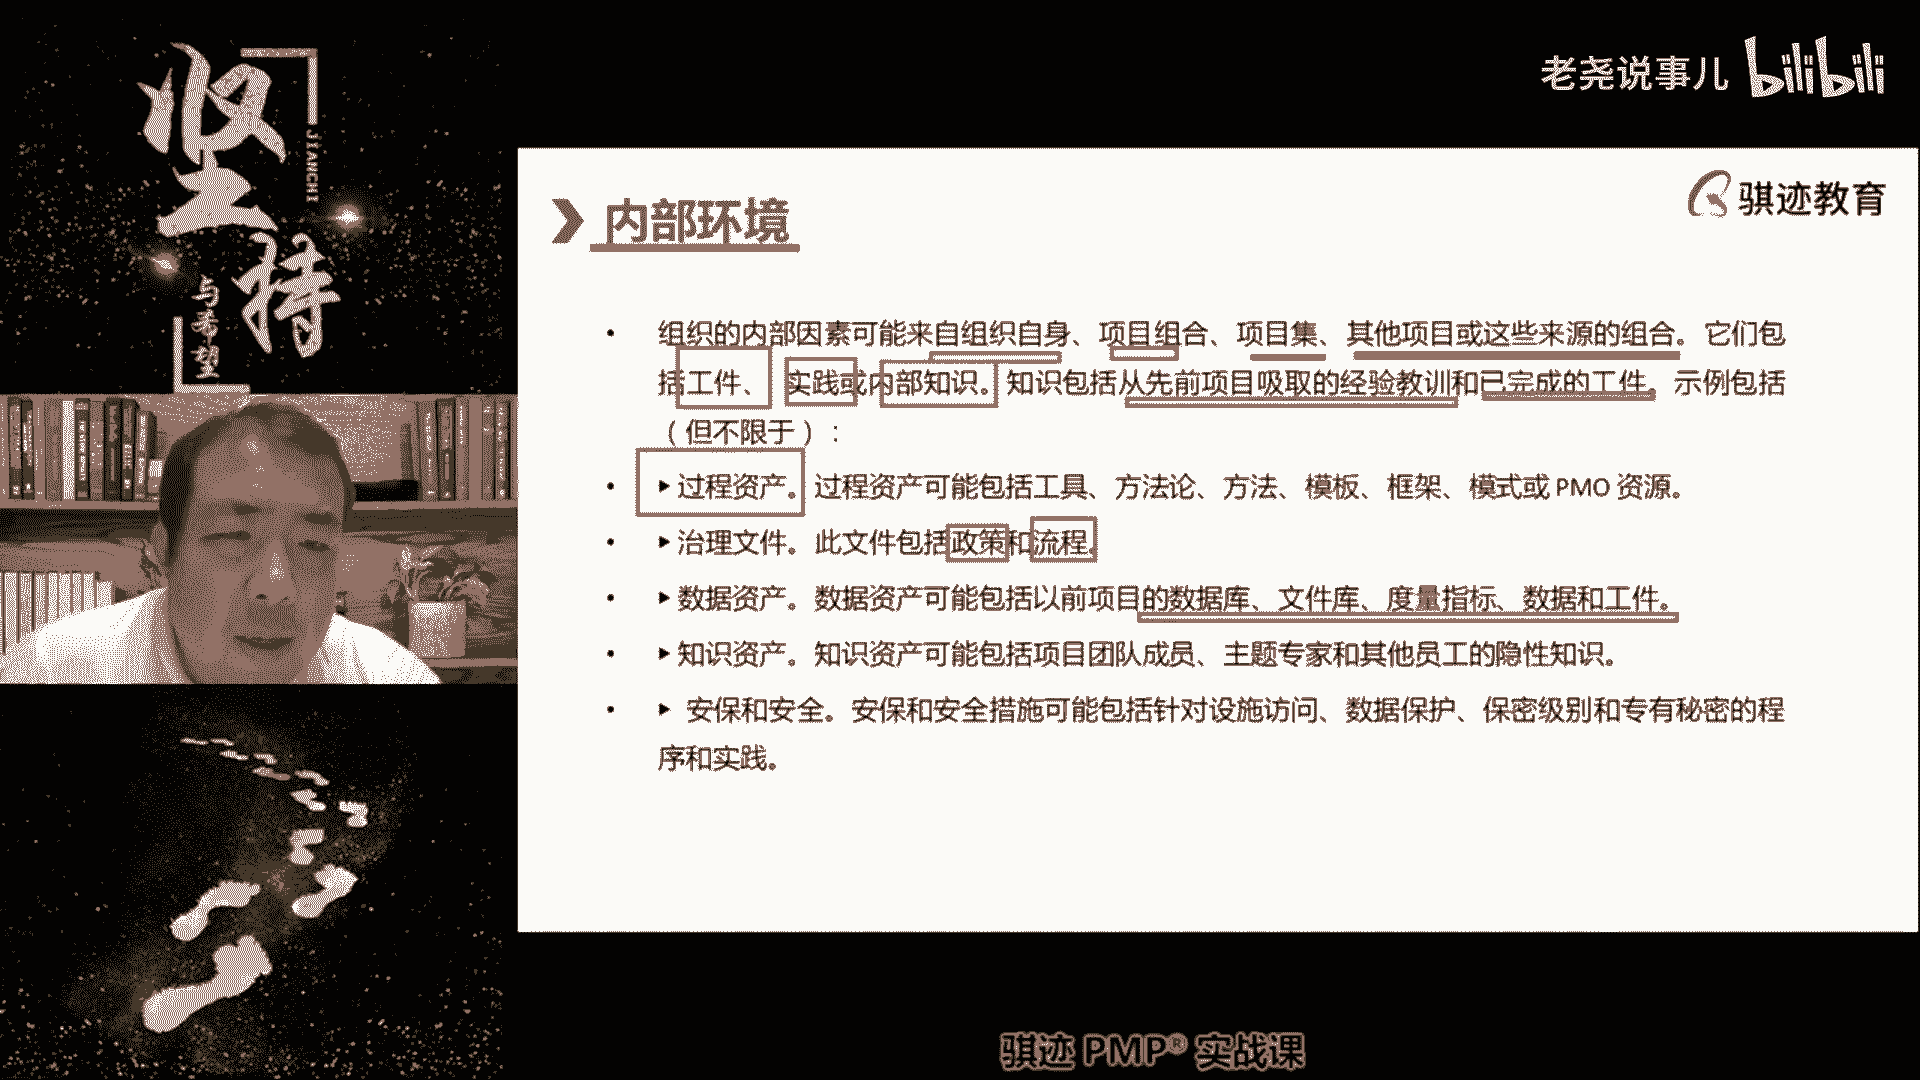 坚
持
JIANCHI
与希望
老尧说事儿 bilibili
骐迹教育
内部环境
• 组织的内部因素可能来自组织自身、项目组合、项目集、其他项目或这些来源的组合。它们包
括工件、实践或内部知识。知识包括从先前项目吸取的经验教训和已完成的工件。示例包括
（但不限于）：
• ▸过程资产。过程资产可能包括工具、方法论、方法、模板、框架、模式或 PMO 资源。
• ▸治理文件。此文件包括政策和流程。
• ▸数据资产。数据资产可能包括以前项目的数据库、文件库、度量指标、数据和工件。
• ▸知识资产。知识资产可能包括项目团队成员、主题专家和其他员工的隐性知识。
• ▸ 安保和安全。安保和安全措施可能包括针对设施访问、数据保护、保密级别和专有秘密的程
序和实践。
骐迹 PMP® 实战课